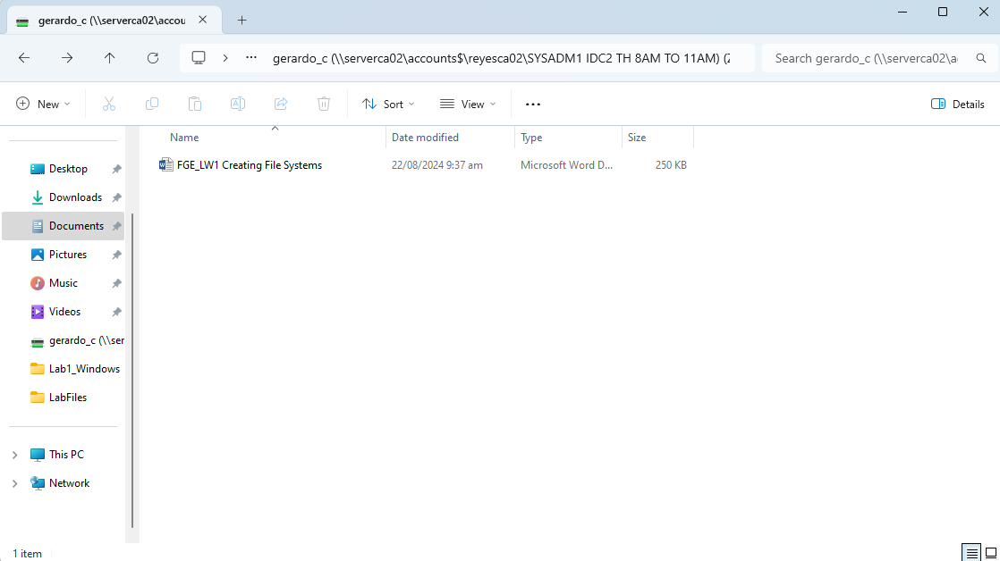 gerardo_c (\\serverca02\accou
gerardo_c (\\serverca02\accounts$\reyesca02\SYSADM1 IDC2 TH 8AM TO 11AM) (2
Search gerardo_c (\\serverca02\a
New
Sort
View
Details
Name Date modified Type Size
FGE_LW1 Creating File Systems 22/08/2024 9:37 am Microsoft Word D... 250 KB
Desktop
Downloads
Documents
Pictures
Music
Videos
gerardo_c (\\ser
Lab1_Windows
LabFiles
This PC
Network
1 item